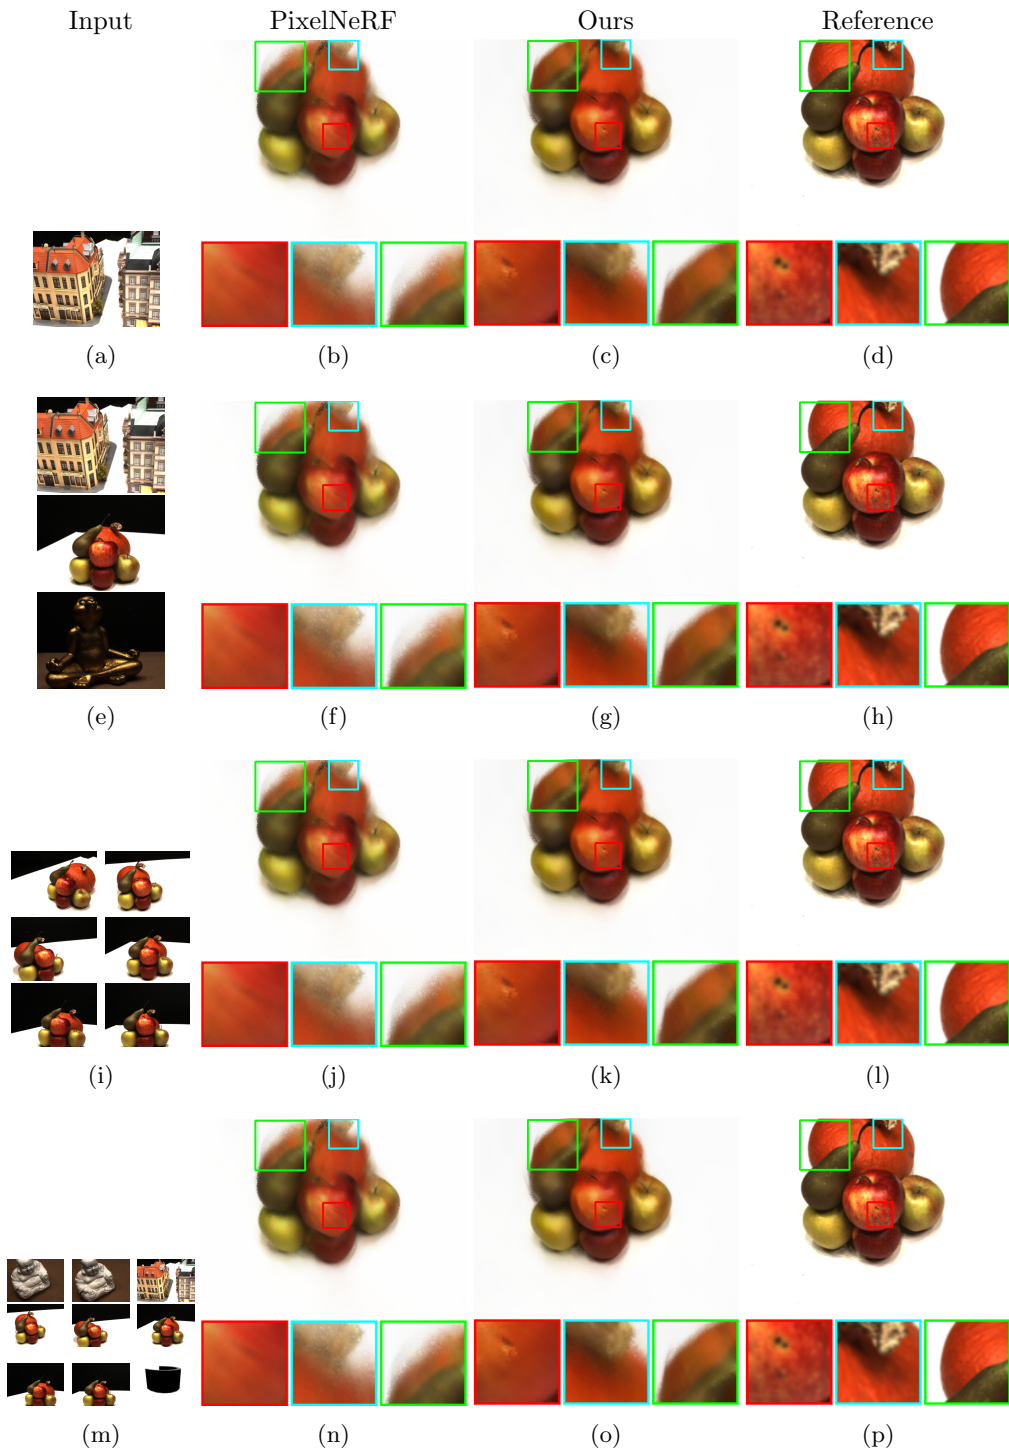 Input PixelNeRF Ours Reference
(a) (b) (c) (d)
(e) (f) (g) (h)
(i) (j) (k) (l)
(m) (n) (o) (p)